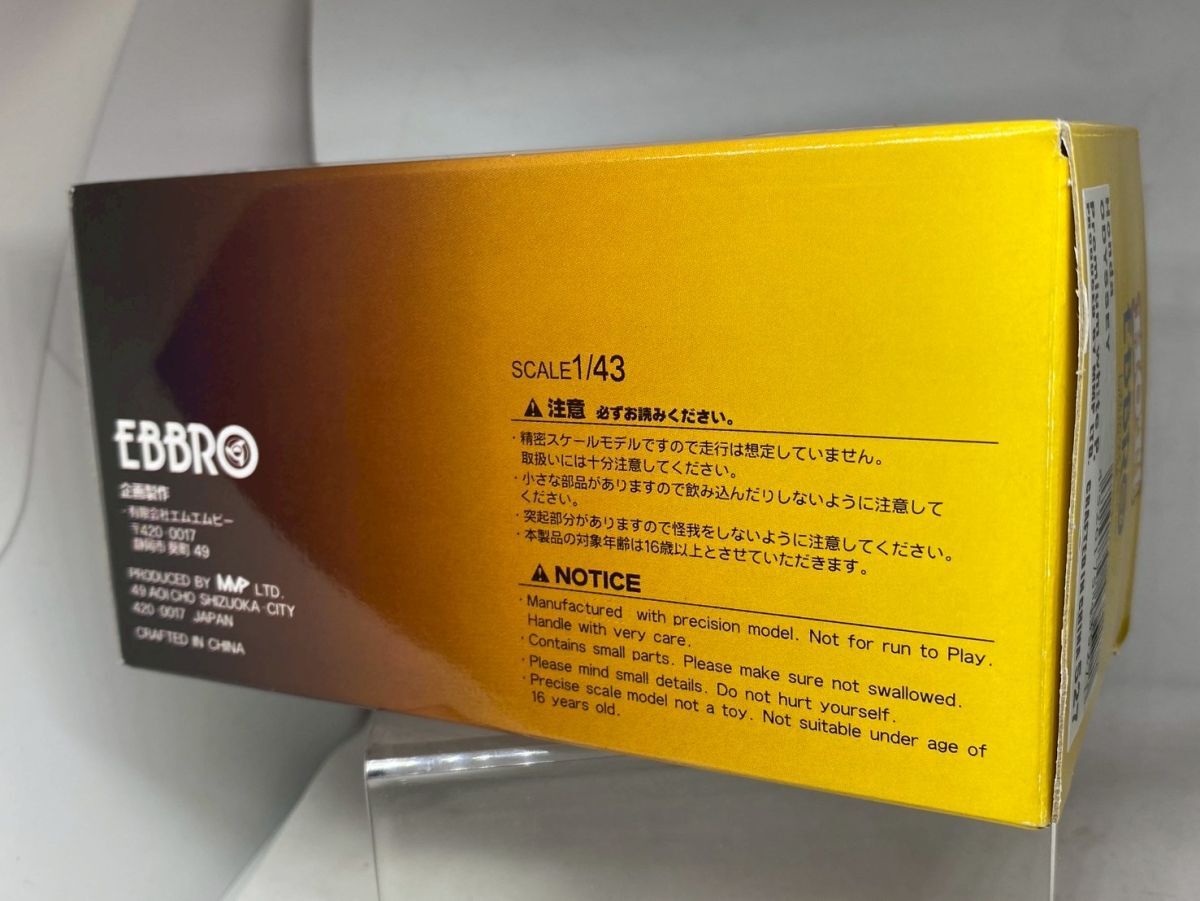 EBBRO
企画製作
・有限会社エムエムピー
〒420-0017
静岡市葵町 49
PRODUCED BY MMP LTD.
49 AOI CHO SHIZUOKA CITY
420-0017 JAPAN
CRAFTED IN CHINA
SCALE1/43
⚠注意 必ずお読みください。
・精密スケールモデルですので走行は想定していません。
取扱いには十分注意してください。
・小さな部品がありますので飲み込んだりしないように注意して
ください。
・突起部分がありますので怪我をしないように注意してください。
・本製品の対象年齢は16歳以上とさせていただきます。
⚠NOTICE
・Manufactured with precision model. Not for run to Play.
Handle with very care.
・Contains small parts. Please make sure not swallowed.
・Please mind small details. Do not hurt yourself.
・Precise scale model not a toy. Not suitable under age of
16 years old.
Honda
ODYSSEY
Premium White P.